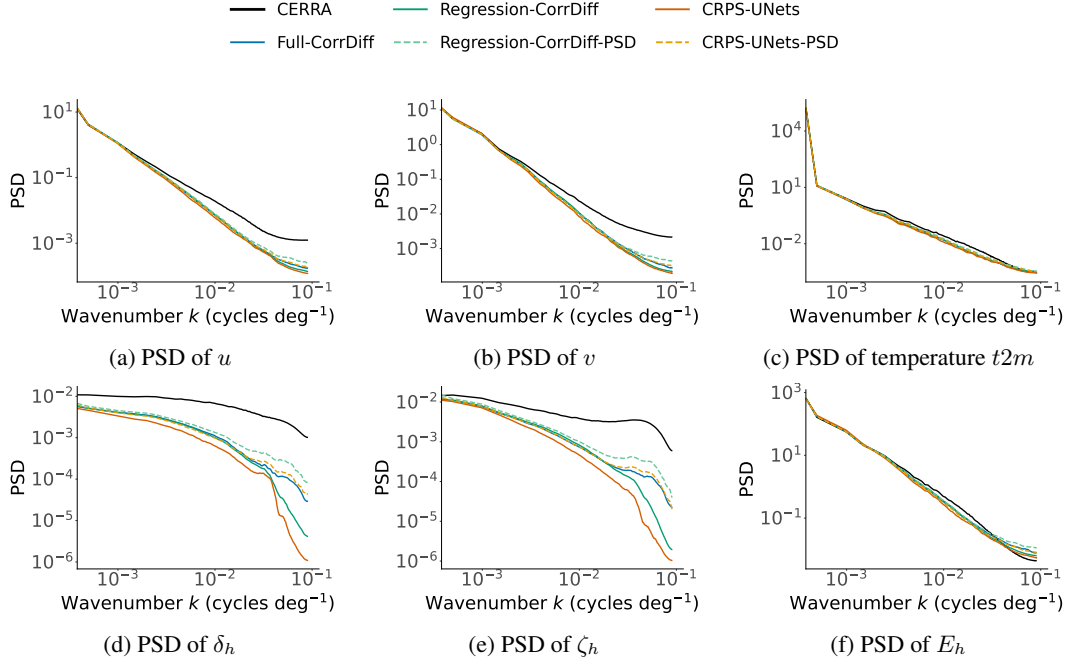 CERRA
Regression-CorrDiff
CRPS-UNets
Full-CorrDiff
Regression-CorrDiff-PSD
CRPS-UNets-PSD
PSD
10^1
10^{-1}
10^{-3}
10^{-3} 10^{-2} 10^{-1}
Wavenumber k (cycles deg^{-1})
(a) PSD of u
PSD
10^1
10^0
10^{-1}
10^{-2}
10^{-3}
10^{-3} 10^{-2} 10^{-1}
Wavenumber k (cycles deg^{-1})
(b) PSD of v
PSD
10^4
10^1
10^{-2}
10^{-3} 10^{-2} 10^{-1}
Wavenumber k (cycles deg^{-1})
(c) PSD of temperature t2m
PSD
10^{-2}
10^{-3}
10^{-4}
10^{-5}
10^{-6}
10^{-3} 10^{-2} 10^{-1}
Wavenumber k (cycles deg^{-1})
(d) PSD of δ_h
PSD
10^{-2}
10^{-3}
10^{-4}
10^{-5}
10^{-6}
10^{-3} 10^{-2} 10^{-1}
Wavenumber k (cycles deg^{-1})
(e) PSD of ζ_h
PSD
10^3
10^1
10^{-1}
10^{-3} 10^{-2} 10^{-1}
Wavenumber k (cycles deg^{-1})
(f) PSD of E_h